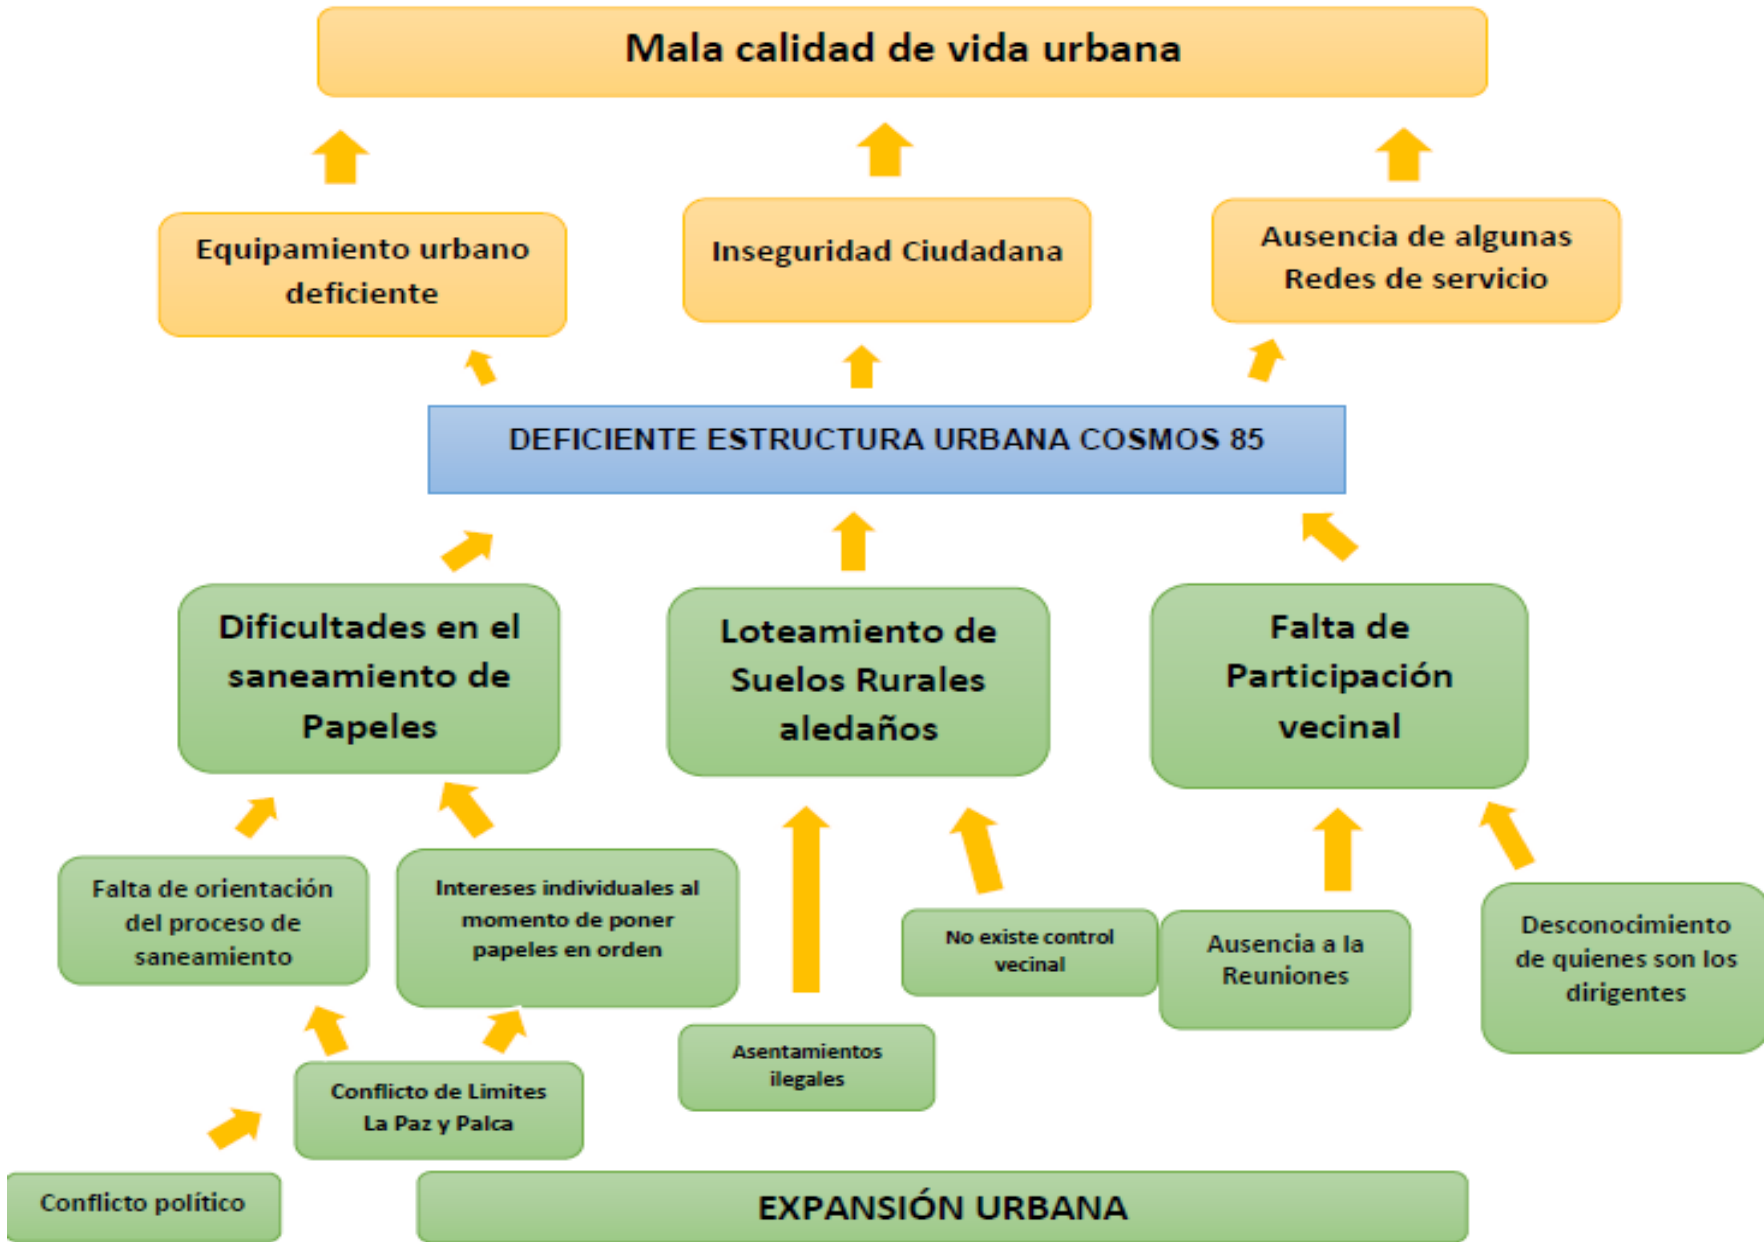 Mala calidad de vida urbana
Equipamiento urbano
deficiente
Inseguridad Ciudadana
Ausencia de algunas
Redes de servicio
DEFICIENTE ESTRUCTURA URBANA COSMOS 85
Dificultades en el
saneamiento de
Papeles
Loteamiento de
Suelos Rurales
aledaños
Falta de
Participación
vecinal
Falta de orientación
del proceso de
saneamiento
Intereses individuales al
momento de poner
papeles en orden
No existe control
vecinal
Ausencia a la
Reuniones
Desconocimiento
de quienes son los
dirigentes
Asentamientos
ilegales
Conflicto de Limites
La Paz y Palca
Conflicto político
EXPANSIÓN URBANA